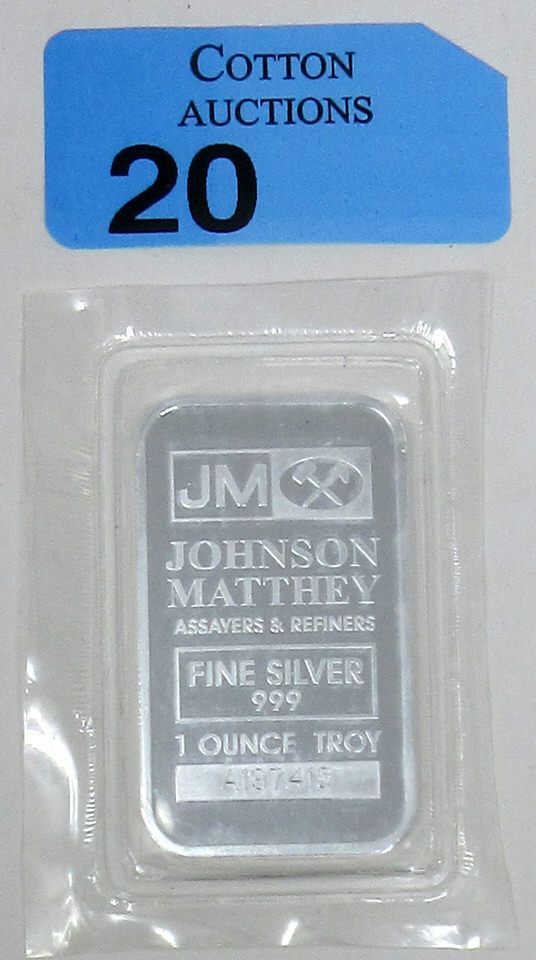 COTTON
AUCTIONS
20
JM
JOHNSON
MATTHEY
ASSAYERS & REFINERS
FINE SILVER
999
1 OUNCE TROY